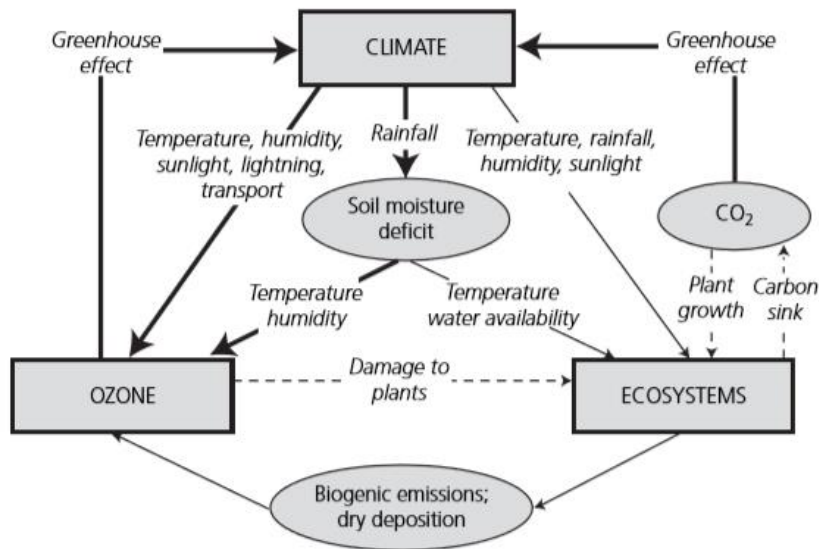 Greenhouse
effect
CLIMATE
Greenhouse
effect
Temperature, humidity,
sunlight, lightning,
transport
Rainfall
Temperature, rainfall,
humidity, sunlight
Soil moisture
deficit
CO₂
Temperature
humidity
Temperature
water availability
Plant
growth
Carbon
sink
OZONE
Damage to
plants
ECOSYSTEMS
Biogenic emissions;
dry deposition